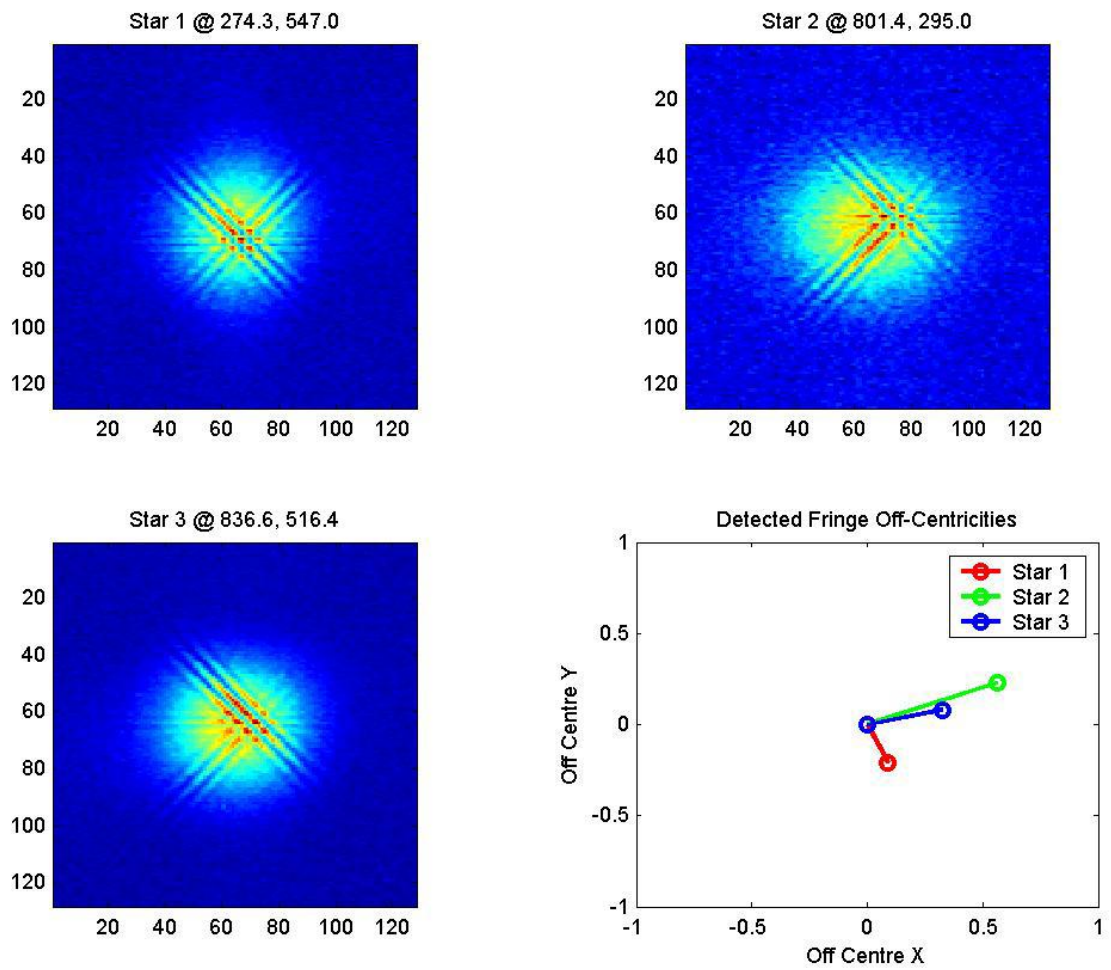 Star 1 @ 274.3, 547.0
20
40
60
80
100
120
20 40 60 80 100 120
Star 2 @ 801.4, 295.0
20
40
60
80
100
120
20 40 60 80 100 120
Star 3 @ 836.6, 516.4
20
40
60
80
100
120
20 40 60 80 100 120
Detected Fringe Off-Centricities
Star 1
Star 2
Star 3
Off Centre Y
1
0.5
0
-0.5
-1
-1 -0.5 0 0.5 1
Off Centre X